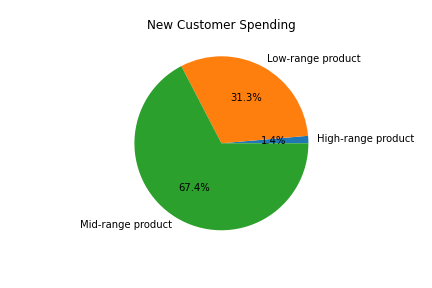 New Customer Spending
Low-range product
31.3%
1.4%
High-range product
67.4%
Mid-range product